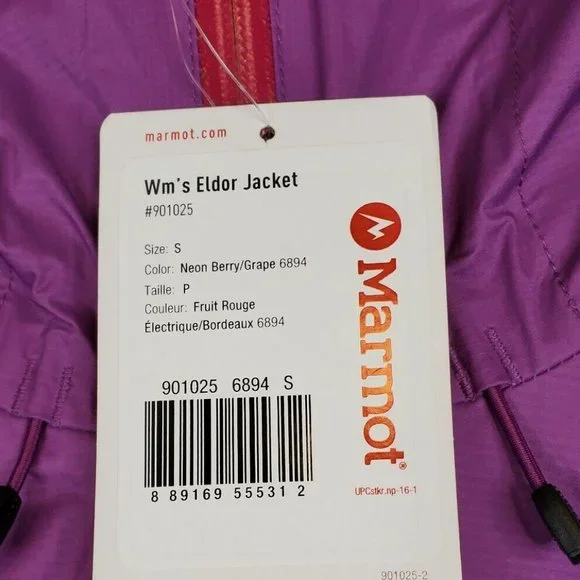 marmot.com
Wm's Eldor Jacket
#901025
Size: S
Color: Neon Berry/Grape 6894
Taille: P
Couleur: Fruit Rouge
Électrique/Bordeaux 6894
901025 6894 S
8 89169 55531 2
Marmot®
UPCstkr.np-16-1
901025-2